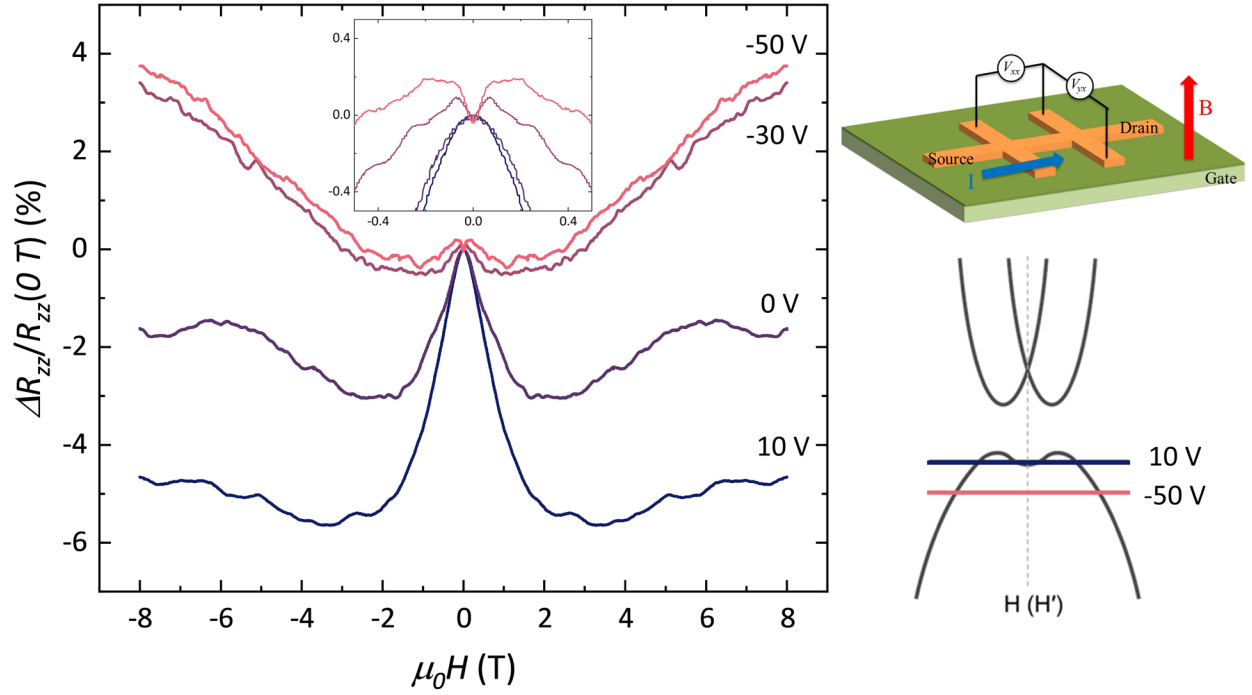 ΔR_zz/R_zz(0 T) (%)
4
2
0
-2
-4
-6
-8
-6
-4
-2
0
2
4
6
8
μ₀H (T)
0.4
0.0
-0.4
-0.4
0.0
0.4
-50 V
-30 V
0 V
10 V
V_xx
V_yx
B
Drain
Source
I
Gate
10 V
-50 V
H (H′)